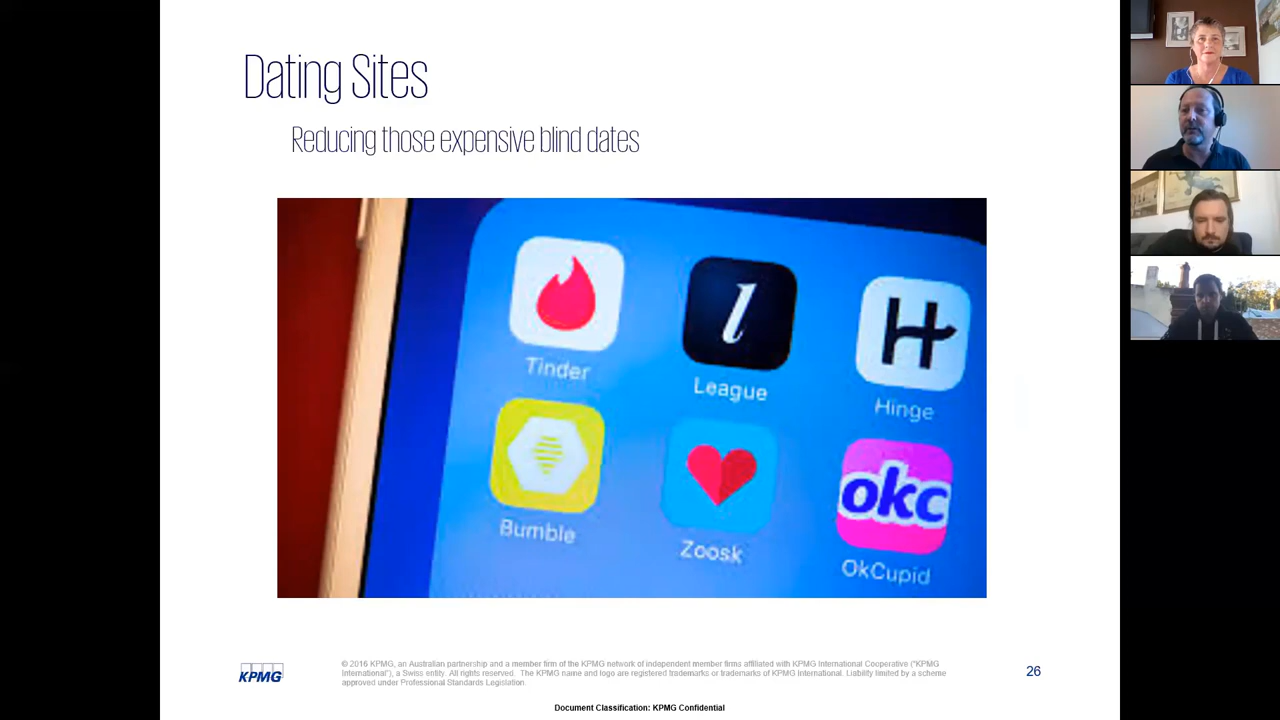 Dating Sites
Reducing those expensive blind dates
l
H
Tinder
League
Hinge
okc
Bumble
Zoosk
OkCupid
KPMG
© 2016 KPMG, an Australian partnership and a member firm of the KPMG network of independent member firms affiliated with KPMG International Cooperative ("KPMG
International"), a Swiss entity. All rights reserved. The KPMG name and logo are registered trademarks or trademarks of KPMG International. Liability limited by a scheme
approved under Professional Standards Legislation.
26
Document Classification: KPMG Confidential